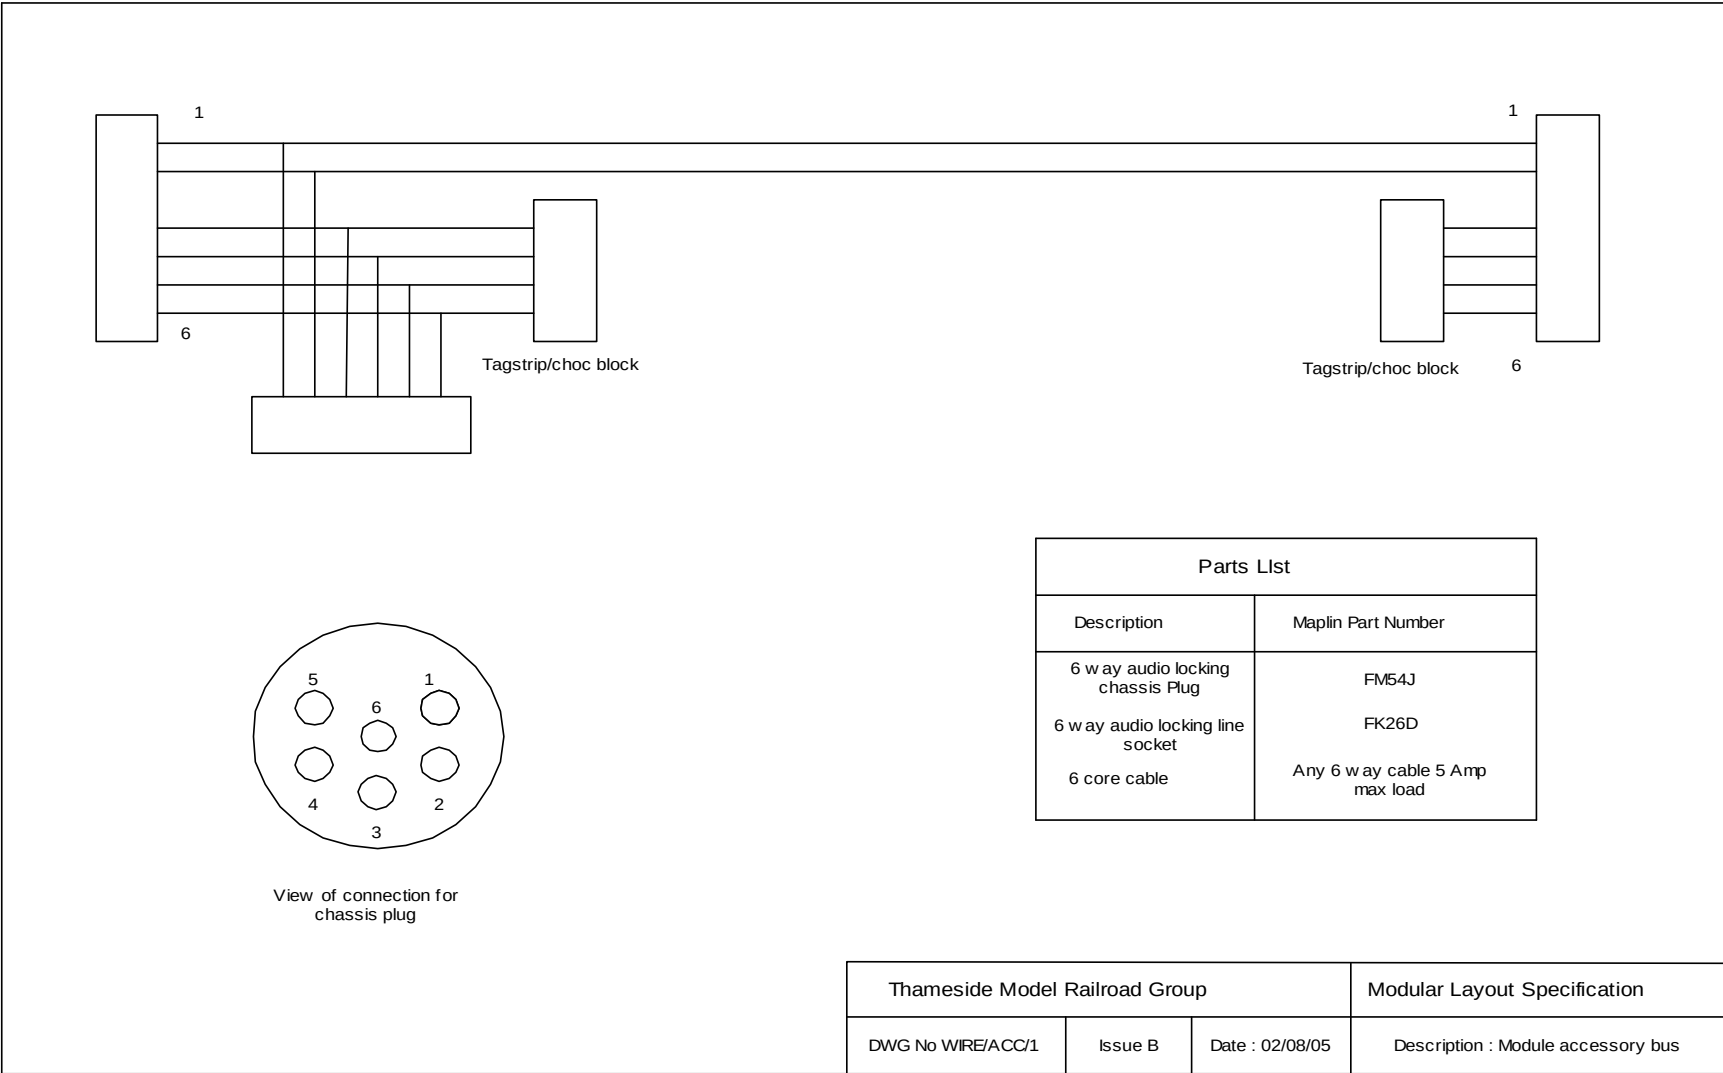 1
1
6
Tagstrip/choc block
Tagstrip/choc block
6
Parts LIst
Description
Maplin Part Number
6 way audio locking
chassis Plug
FM54J
6 way audio locking line
socket
FK26D
6 core cable
Any 6 way cable 5 Amp
max load
5
1
6
4
2
3
View of connection for
chassis plug
Thameside Model Railroad Group
Modular Layout Specification
DWG No WIRE/ACC/1
Issue B
Date : 02/08/05
Description : Module accessory bus